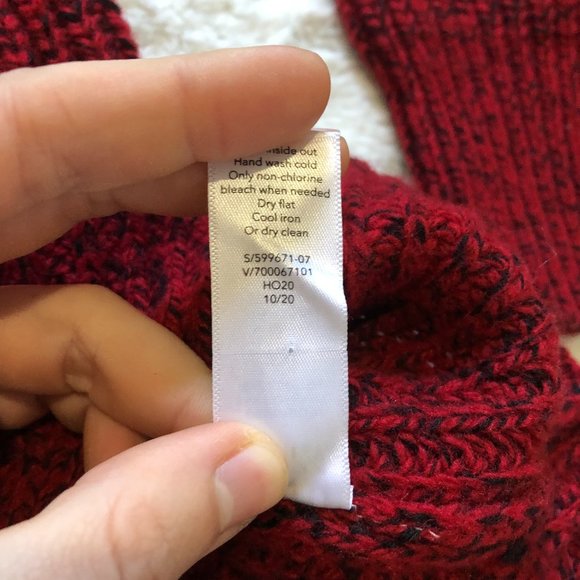 inside out
Hand wash cold
Only non-chlorine
bleach when needed
Dry flat
Cool iron
Or dry clean
S/599671-07
V/700067101
HO20
10/20